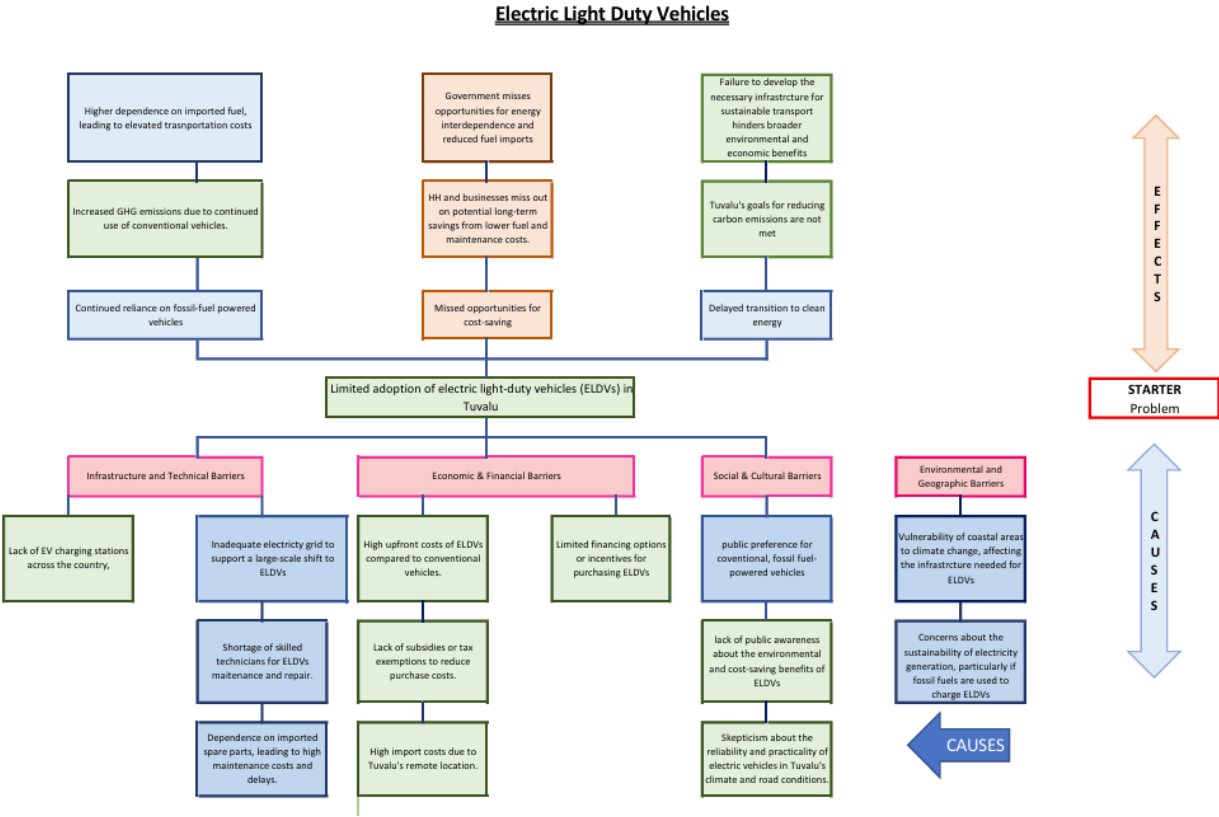 Electric Light Duty Vehicles
Higher dependence on imported fuel,
leading to elevated trasnportation costs
Government misses
opportunities for energy
interdependence and
reduced fuel imports
Failure to develop the
necessary infrastrcture for
sustainable transport
hinders broader
environmental and
economic benefits
Increased GHG emissions due to continued
use of conventional vehicles.
HH and businesses miss out
on potential long-term
savings from lower fuel and
maintenance costs.
Tuvalu's goals for reducing
carbon emissions are not
met
Continued reliance on fossil-fuel powered
vehicles
Missed opportunities for
cost-saving
Delayed transition to clean
energy
E
F
F
E
C
T
S
Limited adoption of electric light-duty vehicles (ELDVs) in
Tuvalu
STARTER
Problem
Infrastructure and Technical Barriers
Economic & Financial Barriers
Social & Cultural Barriers
Environmental and
Geographic Barriers
Lack of EV charging stations
across the country,
Inadequate electricity grid to
support a large-scale shift to
ELDVs
High upfront costs of ELDVs
compared to conventional
vehicles.
Limited financing options
or incentives for
purchasing ELDVs
public preference for
coventional, fossil fuel-
powered vehicles
Vulnerability of coastal areas
to climate change, affecting
the infrastrcture needed for
ELDVs
C
A
U
S
E
S
Shortage of skilled
technicians for ELDVs
maitenance and repair.
Lack of subsidies or tax
exemptions to reduce
purchase costs.
lack of public awareness
about the environmental
and cost-saving benefits of
ELDVs
Concerns about the
sustainability of electricity
generation, particularly if
fossil fuels are used to
charge ELDVs
Dependence on imported
spare parts, leading to high
maintenance costs and
delays.
High import costs due to
Tuvalu's remote location.
Skepticism about the
reliability and practicality of
electric vehicles in Tuvalu's
climate and road conditions.
CAUSES